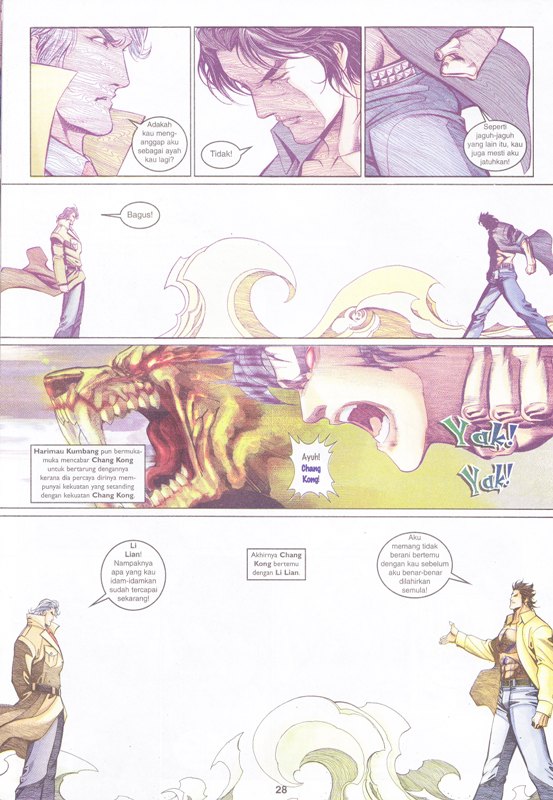 Adakah
kau meng-
anggap aku
sebagai ayah
kau lagi?
Tidak!
Seperti
jaguh-jaguh
yang lain itu, kau
juga mesti aku
jatuhkan!
Bagus!
Harimau Kumbang pun bermuka-
muka mencabar Chang Kong
untuk bertarung dengannya
kerana dia percaya dirinya mem-
punyai kekuatan yang setanding
dengan kekuatan Chang Kong.
Ayuh!
Chang
Kong!
Yak!
Yak!
Li
Lian!
Nampaknya
apa yang kau
idam-idamkan
sudah tercapai
sekarang!
Akhirnya Chang
Kong bertemu
dengan Li Lian.
Aku
memang tidak
berani bertemu
dengan kau sebelum
aku benar-benar
dilahirkan
semula!
28